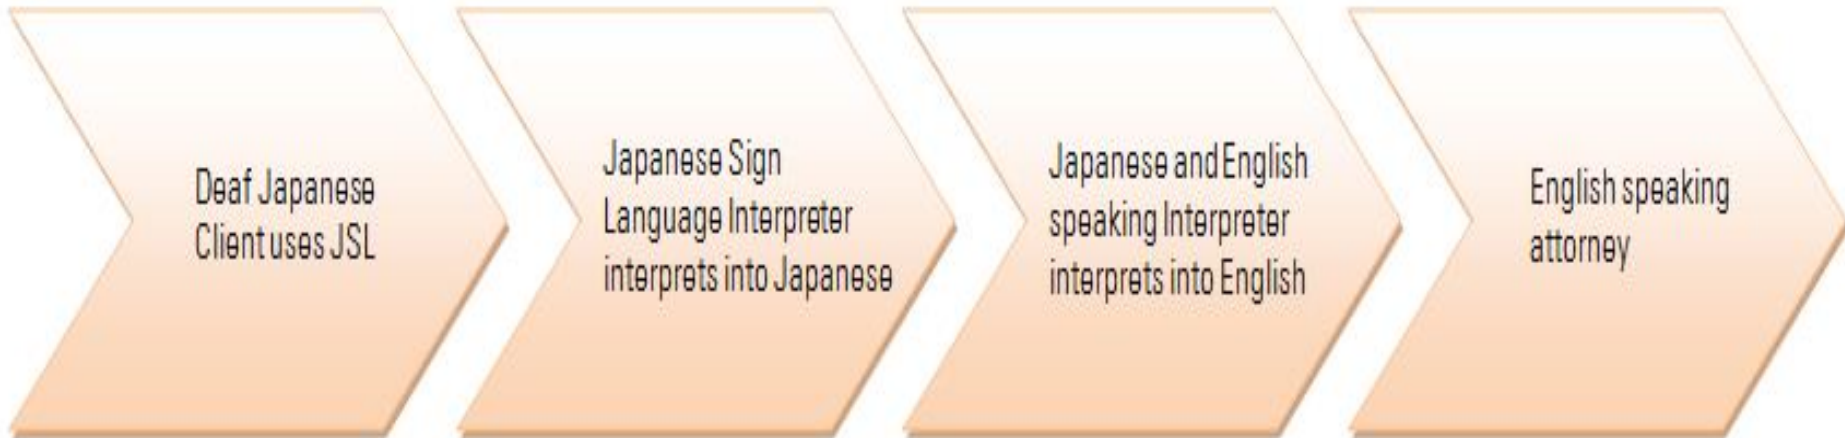 Deaf Japanese
Client uses JSL
Japanese Sign
Language Interpreter
interprets into Japanese
Japanese and English
speaking Interpreter
interprets into English
English speaking
attorney